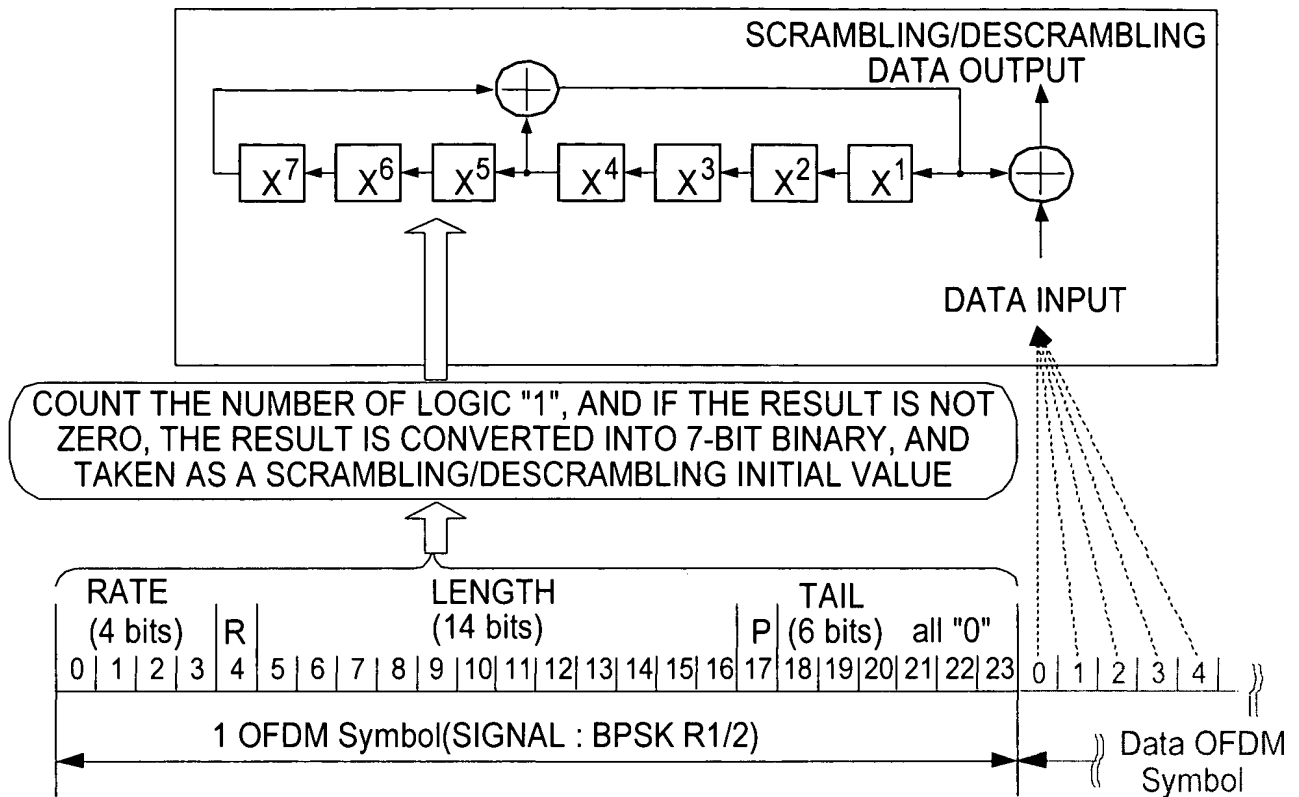 SCRAMBLING/DESCRAMBLING
DATA OUTPUT
X7 X6 X5 X4 X3 X2 X1
DATA INPUT
COUNT THE NUMBER OF LOGIC "1", AND IF THE RESULT IS NOT
ZERO, THE RESULT IS CONVERTED INTO 7-BIT BINARY, AND
TAKEN AS A SCRAMBLING/DESCRAMBLING INITIAL VALUE
RATE LENGTH TAIL
(4 bits) R (14 bits) P (6 bits) all "0"
0 1 2 3 4 5 6 7 8 9 10 11 12 13 14 15 16 17 18 19 20 21 22 23 0 1 2 3 4
1 OFDM Symbol(SIGNAL : BPSK R1/2)
Data OFDM
Symbol